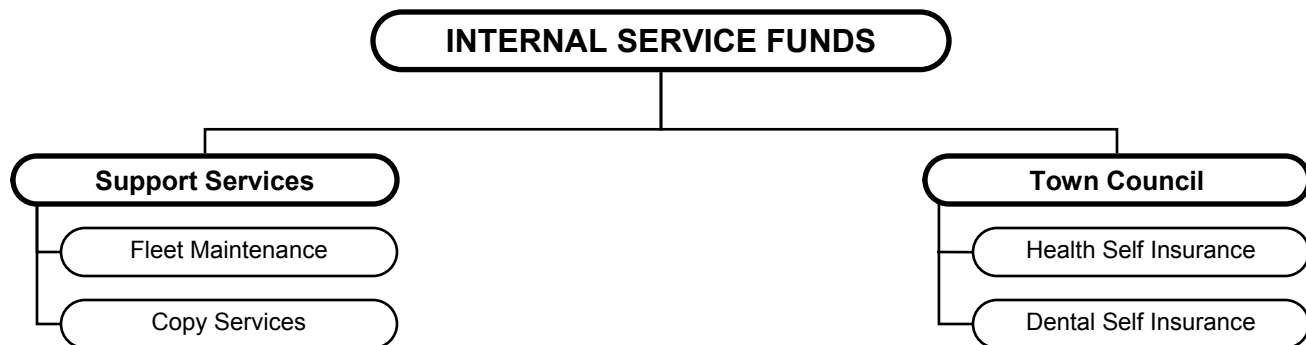 INTERNAL SERVICE FUNDS
Support Services
Fleet Maintenance
Copy Services
Town Council
Health Self Insurance
Dental Self Insurance